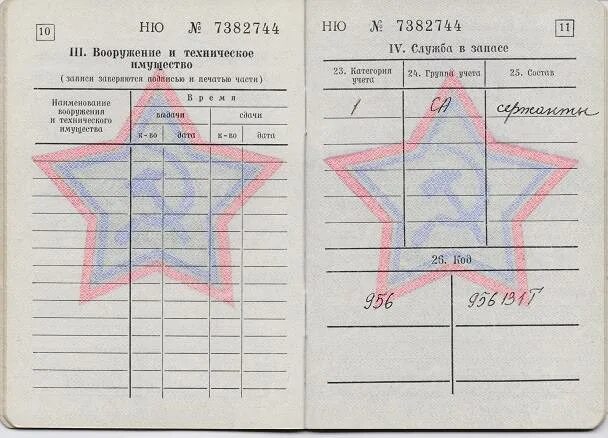 10
НЮ № 7382744
III. Вооружение и техническое
имущество
(записи заверяются подписью и печатью части)
Наименование
вооружения
и технического
имущества
Время
выдачи
сдачи
к-во
дата
к-во
дата
НЮ № 7382744
11
IV. Служба в запасе
23. Категория
учета
24. Группа учета
25. Состав
1
СА
сержанты
26. Код
956
956131Т